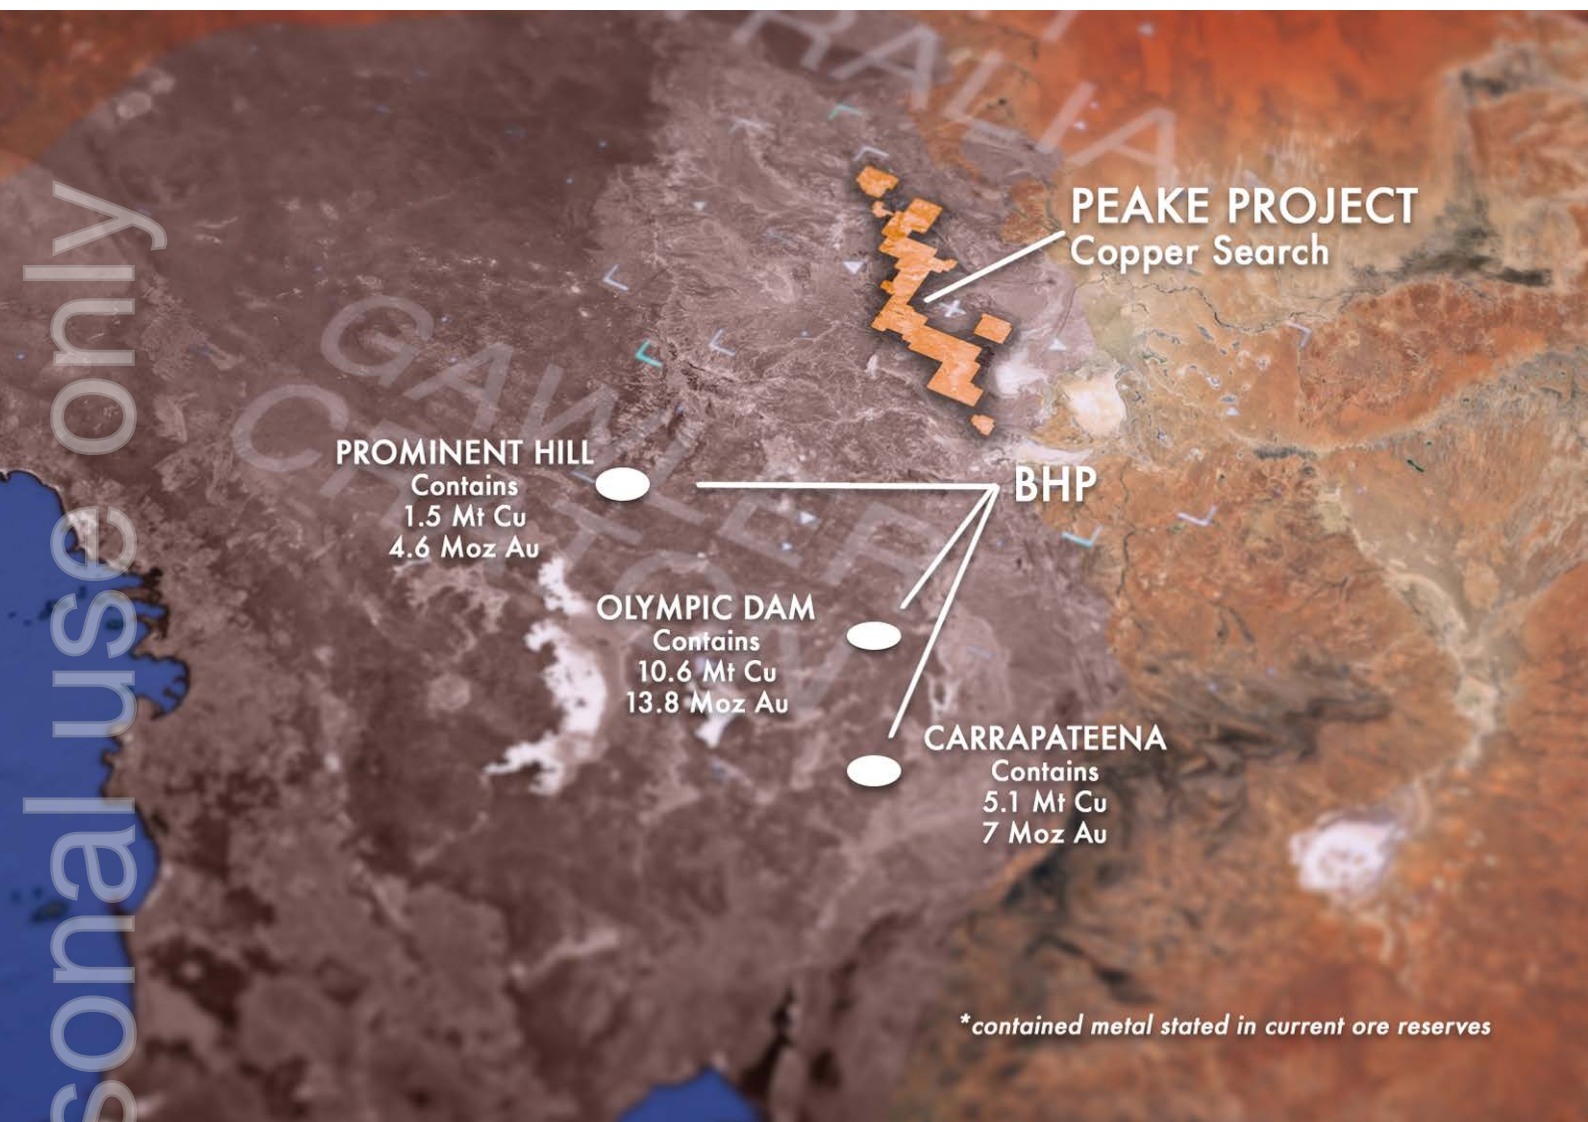 PEAKE PROJECT
Copper Search
GAWLER
CRATON
PROMINENT HILL
Contains
1.5 Mt Cu
4.6 Moz Au
BHP
OLYMPIC DAM
Contains
10.6 Mt Cu
13.8 Moz Au
CARRAPATEENA
Contains
5.1 Mt Cu
7 Moz Au
*contained metal stated in current ore reserves
sonal use only
RALIA